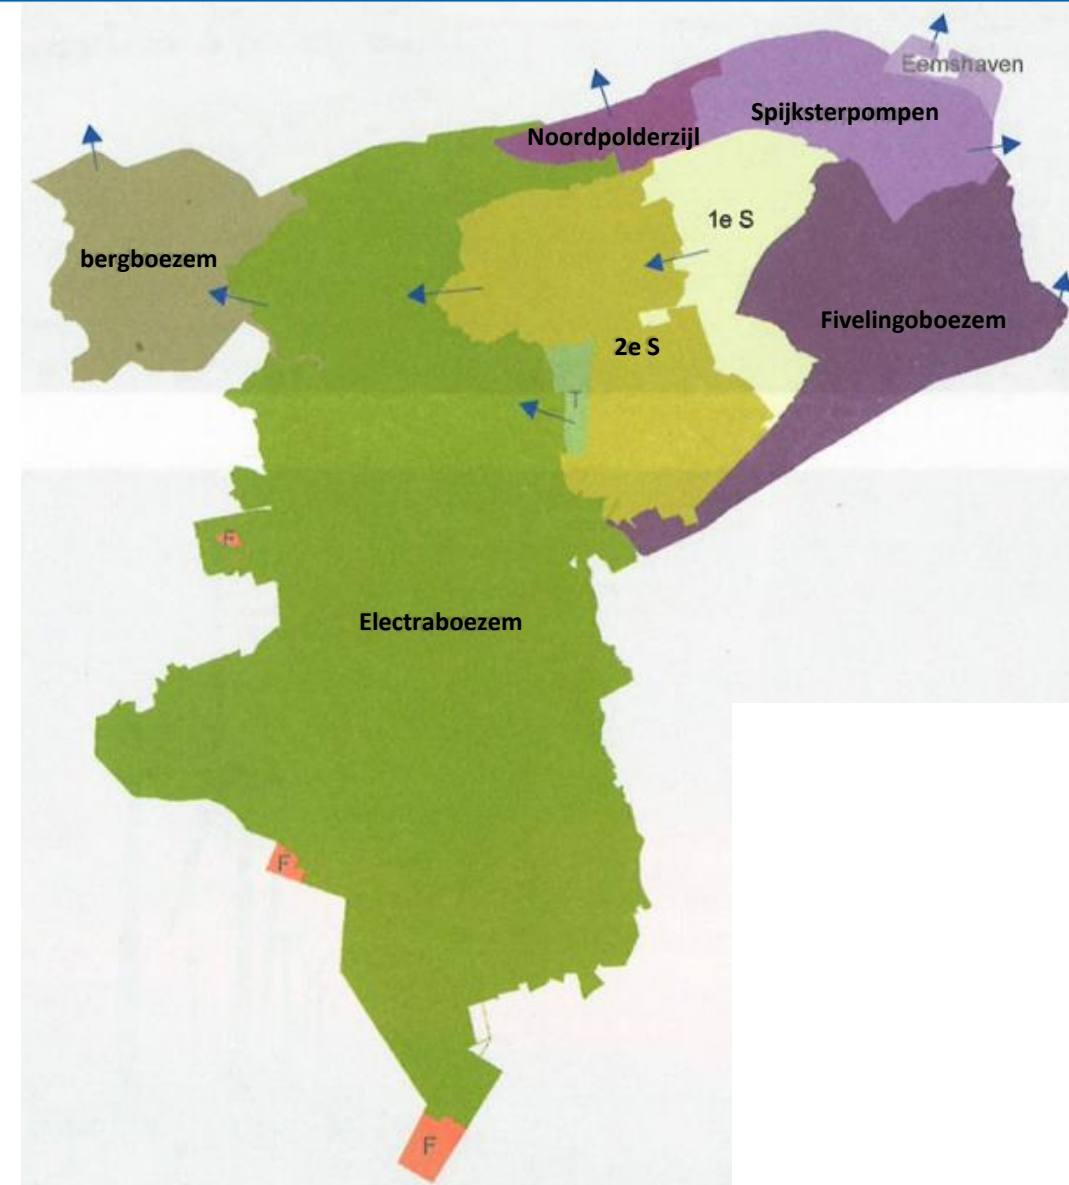 Eemshaven
Spijksterpompen
Noordpolderzijl
1e S
bergboezem
Fivelingoboezem
2e S
T
F
Electraboezem
F
F